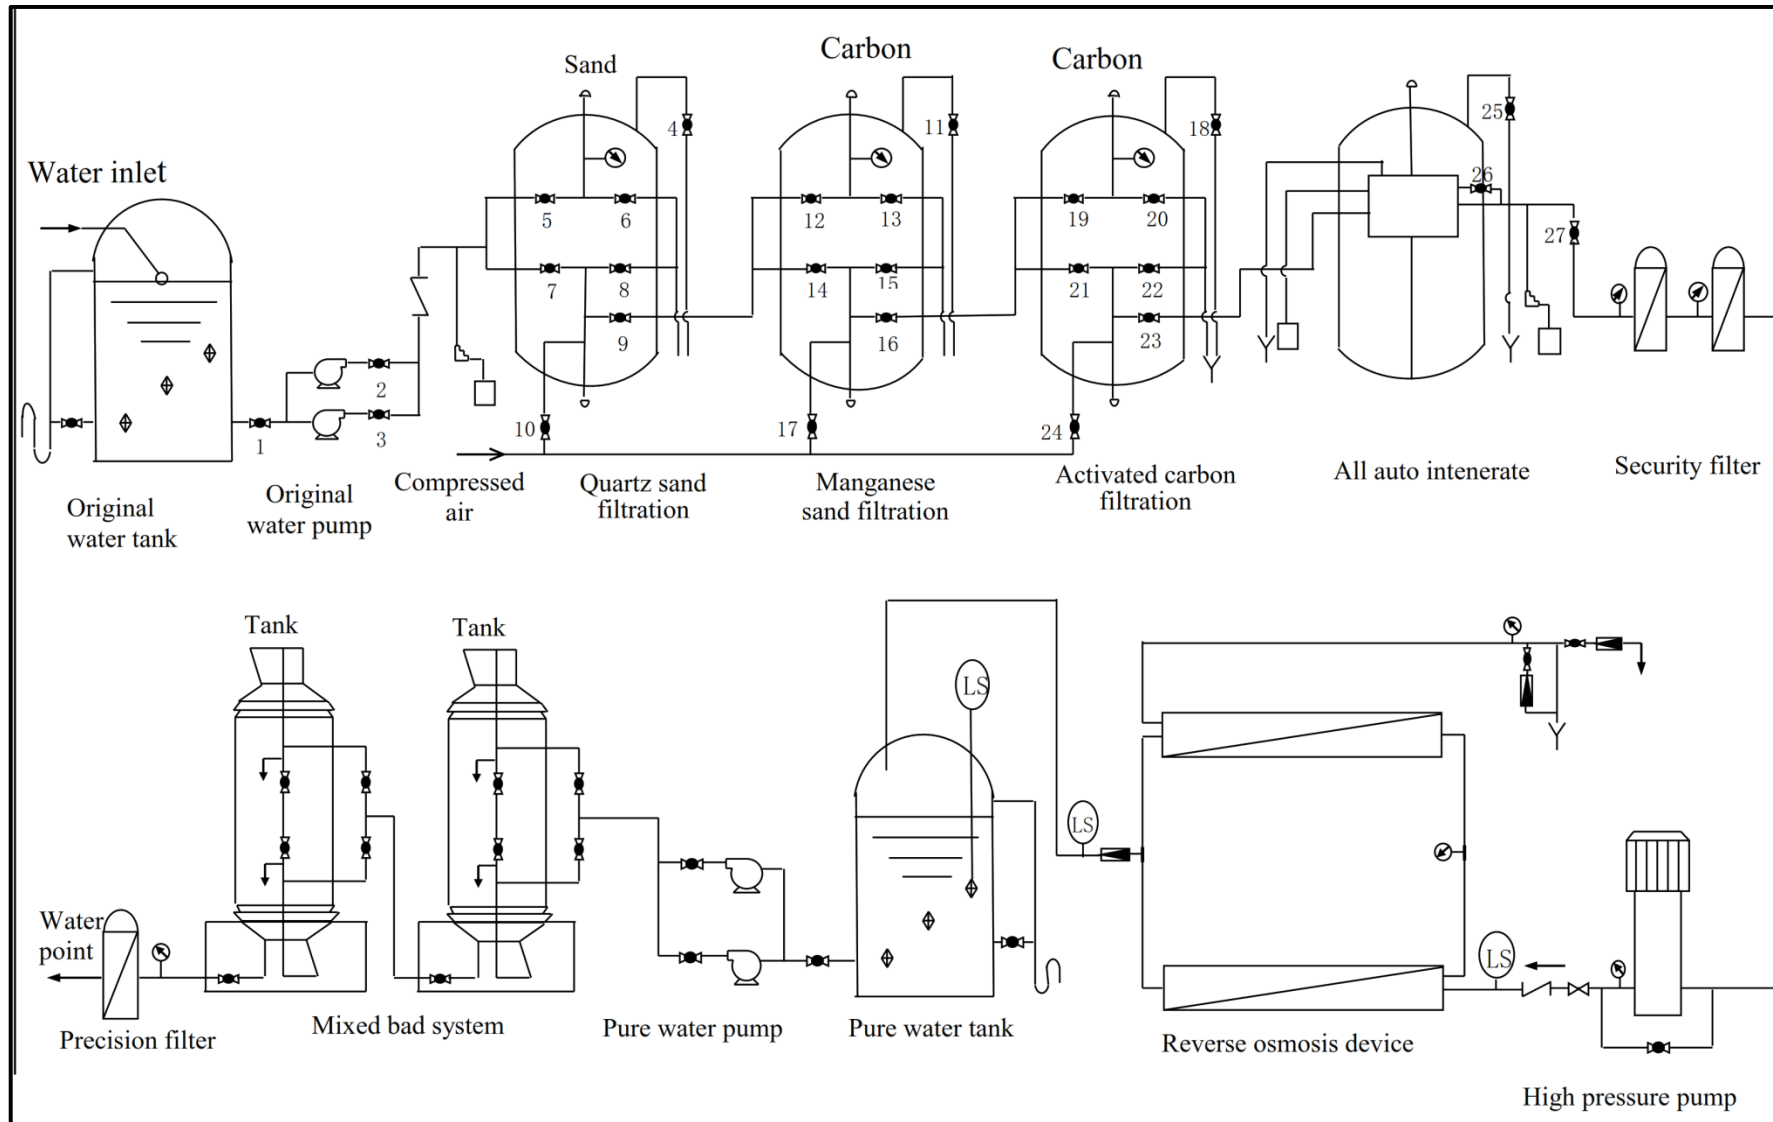 Sand
Carbon
Carbon
Water inlet
4
11
18
25
26
5
6
12
13
19
20
27
7
8
14
15
21
22
9
16
23
2
1
3
10
17
24
Original
water tank
Original
water pump
Compressed
air
Quartz sand
filtration
Manganese
sand filtration
Activated carbon
filtration
All auto intenerate
Security filter
Tank
Tank
LS
LS
LS
Water
point
Precision filter
Mixed bad system
Pure water pump
Pure water tank
Reverse osmosis device
High pressure pump